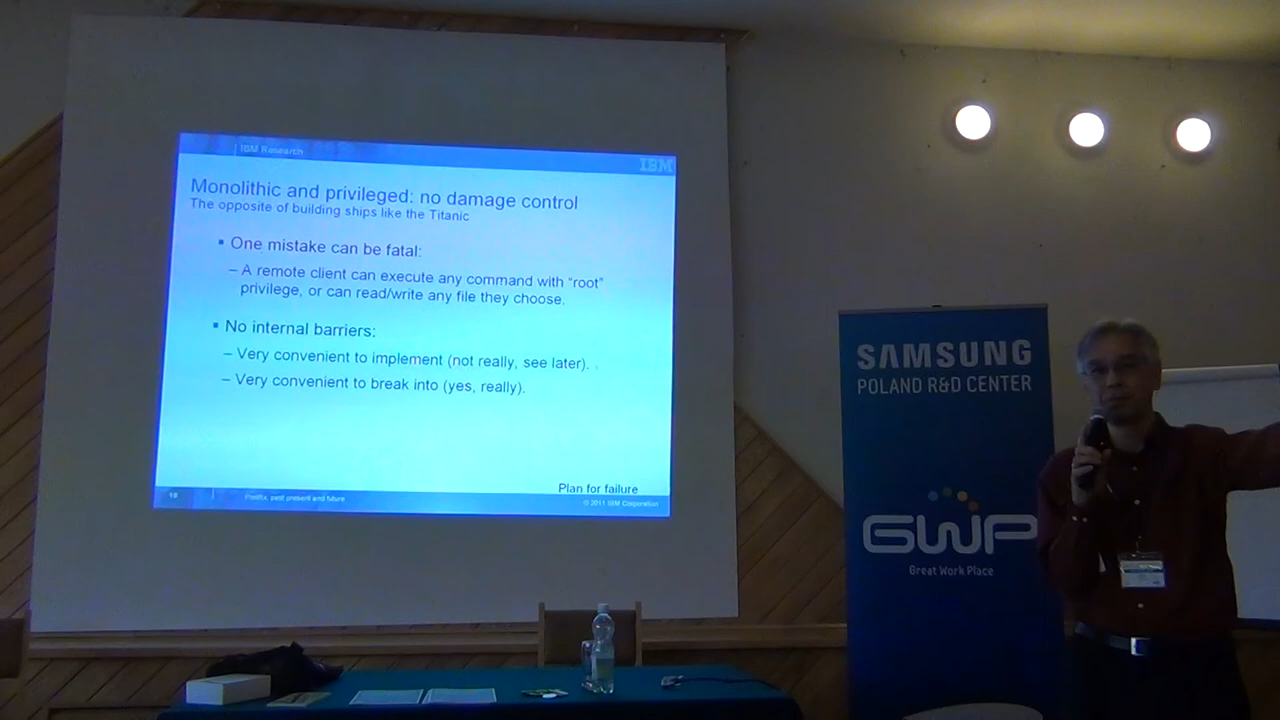 IBM Research
IBM
Monolithic and privileged: no damage control
The opposite of building ships like the Titanic
▪ One mistake can be fatal:
– A remote client can execute any command with “root”
privilege, or can read/write any file they choose.
▪ No internal barriers:
– Very convenient to implement (not really, see later).
– Very convenient to break into (yes, really).
Plan for failure
18 Postfix, past present and future © 2011 IBM Corporation
SAMSUNG
POLAND R&D CENTER
GWP
Great Work Place